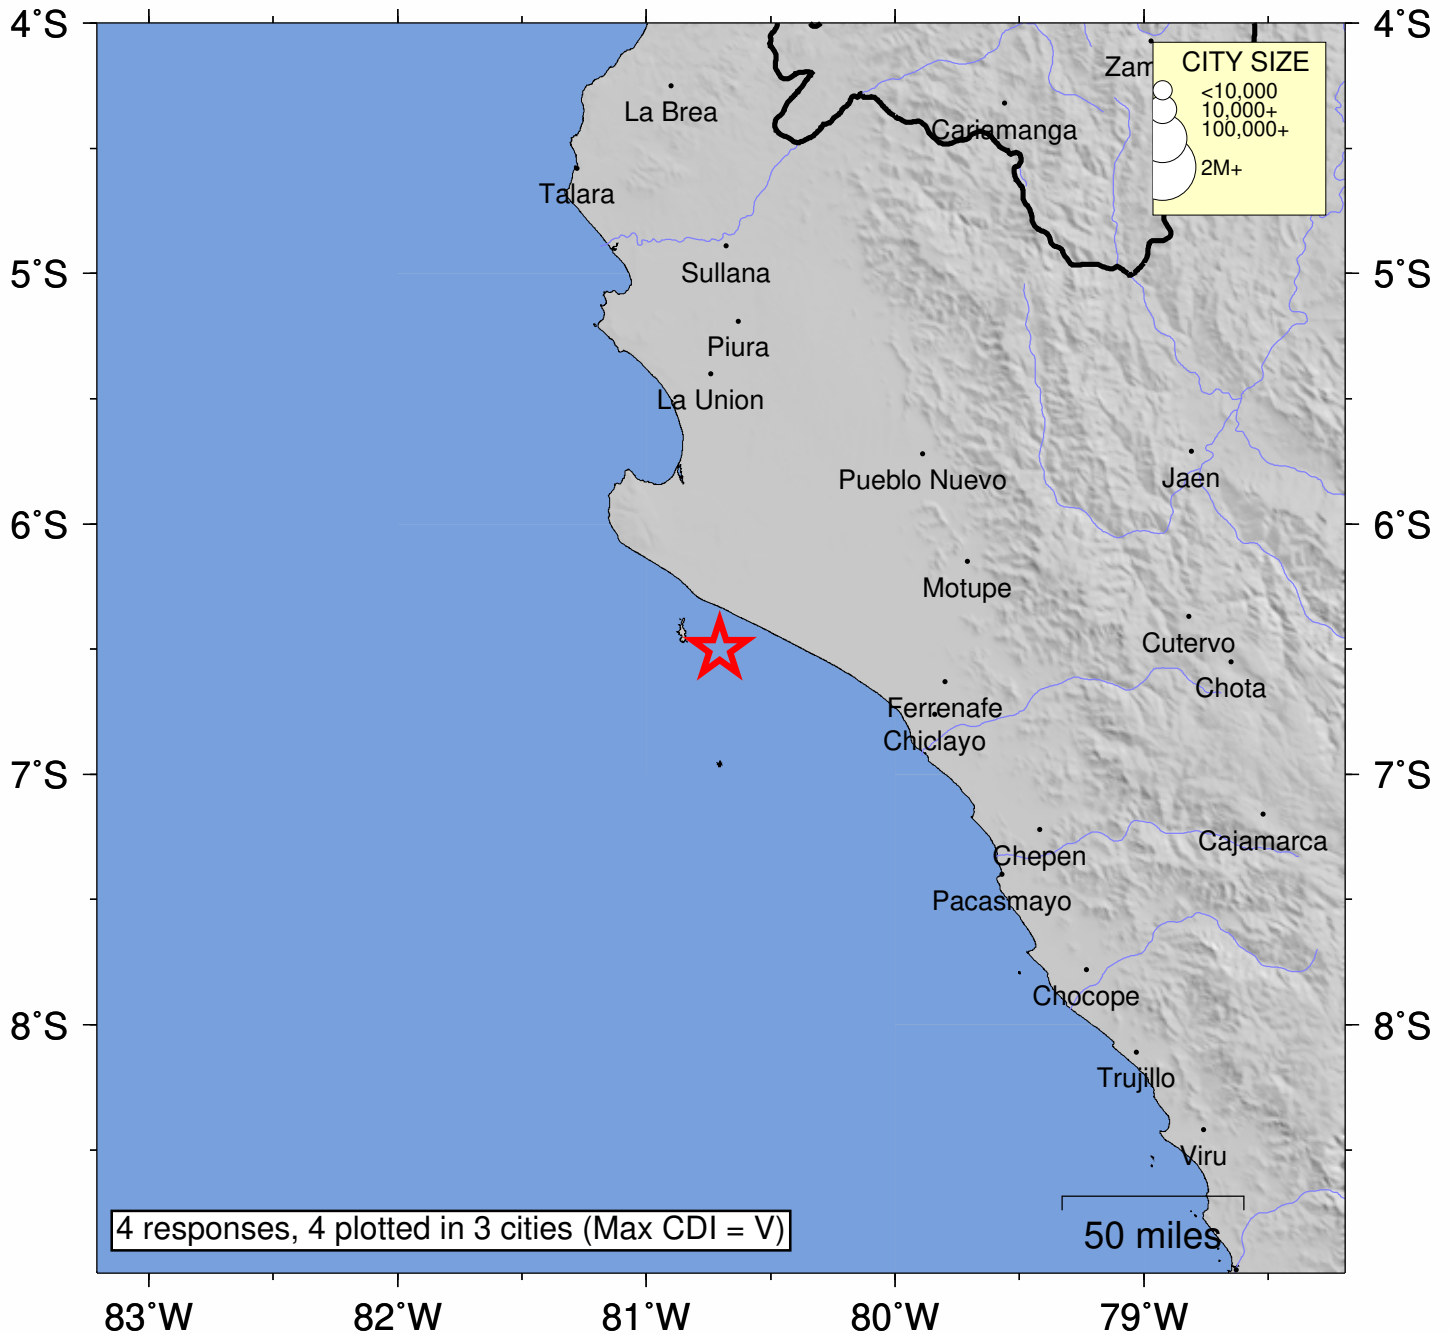 4°S
4°S
CITY SIZE
Zam
<10,000
10,000+
La Brea
100,000+
Cariamanga
2M+
Talara
5°S
Sullana
5°S
Piura
La Union
Pueblo Nuevo
Jaen
6°S
6°S
Motupe
Cutervo
Chota
Ferrenafe
Chiclayo
7°S
7°S
Cajamarca
Chepen
Pacasmayo
Chocope
8°S
8°S
Trujillo
Viru
4 responses, 4 plotted in 3 cities (Max CDI = V)
50 miles
83°W
82°W
81°W
80°W
79°W